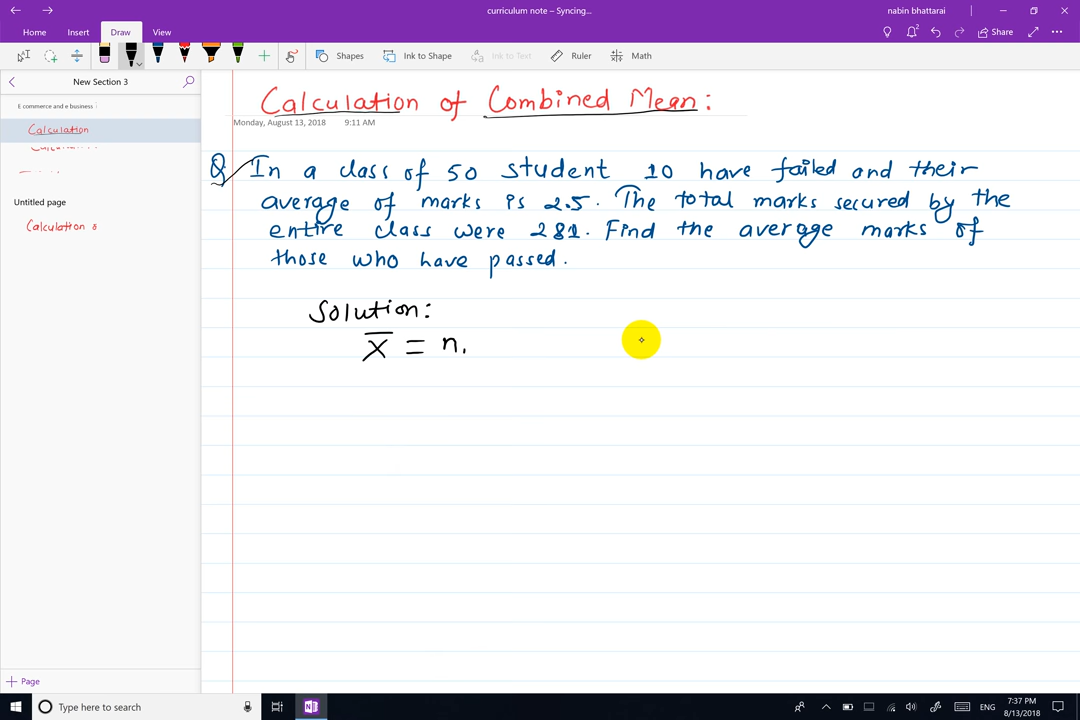 curriculum note - Syncing...
nabin bhattarai
Home
Insert
Draw
View
Share
Shapes
Ink to Shape
Ink to Text
Ruler
Math
New Section 3
E commerce and e business
Calculation
Untitled page
Calculation
Page
Calculation of Combined Mean:
Monday, August 13, 2018 9:11 AM
Q In a class of 50 student 10 have failed and their
average of marks is 2.5. The total marks secured by the
entire class were 281. Find the average marks of
those who have passed.
Solution:
x̄ = n₁
Type here to search
ENG
7:37 PM
8/13/2018